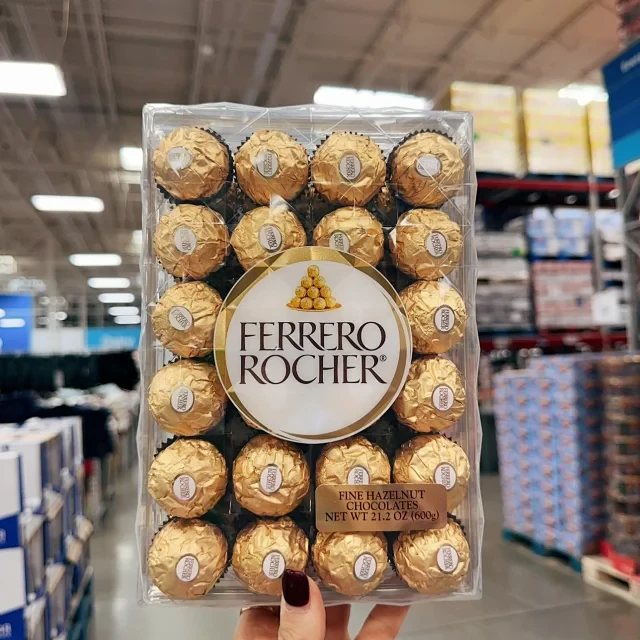 FERRERO
ROCHER®
FINE HAZELNUT
CHOCOLATES
NET WT 21.2 OZ (600g)